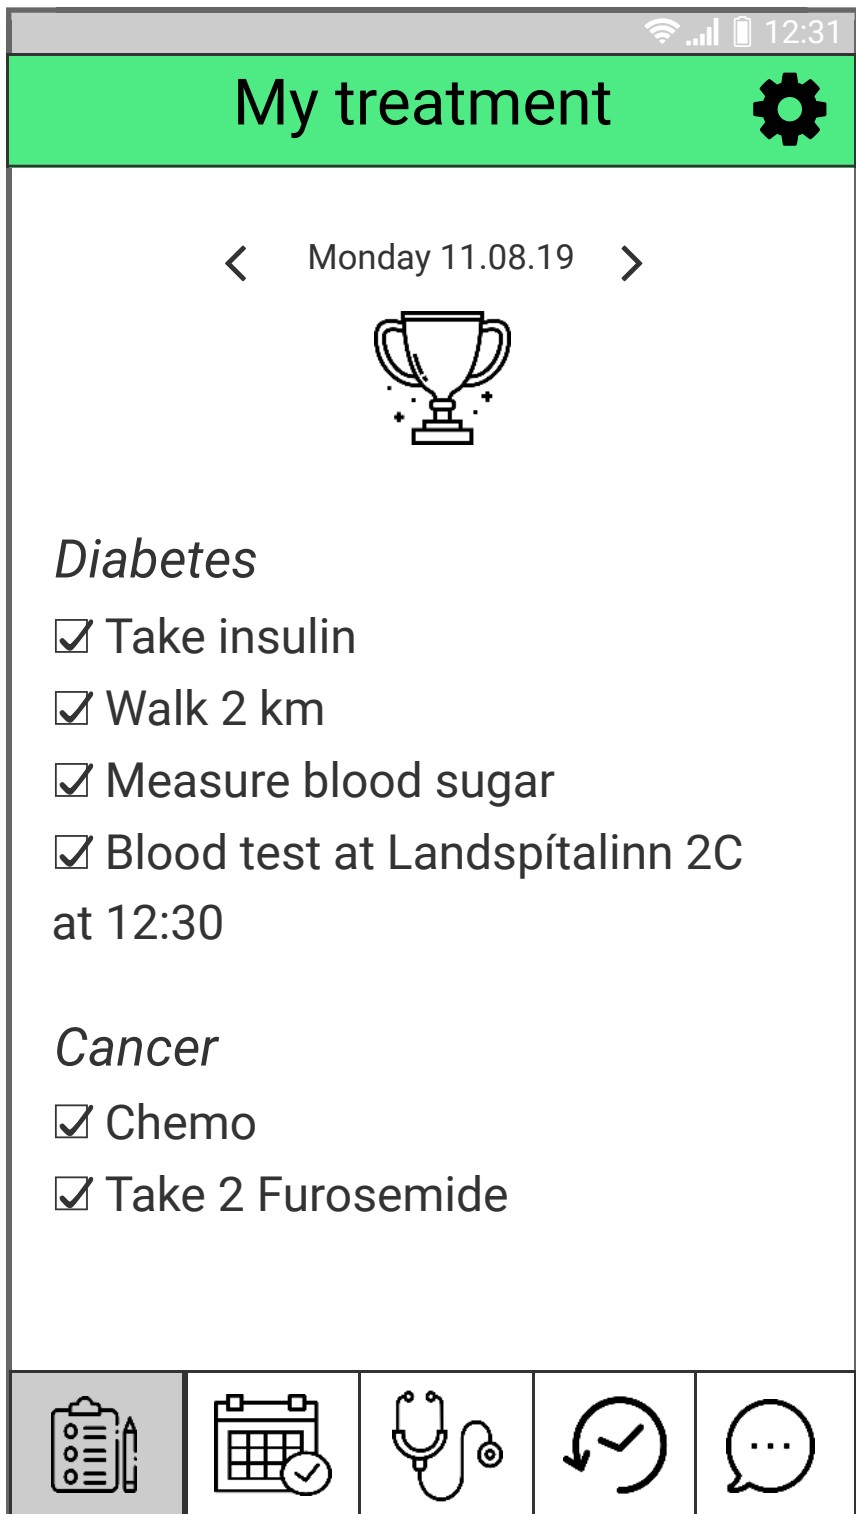 12:31
My treatment
Monday 11.08.19
Diabetes
Take insulin
Walk 2 km
Measure blood sugar
Blood test at Landspítalinn 2C
at 12:30
Cancer
Chemo
Take 2 Furosemide